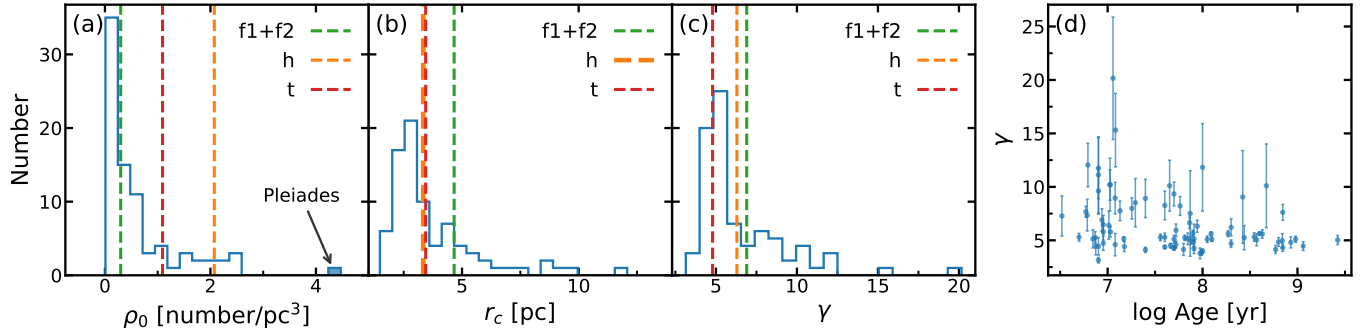 (a)
f1+f2
h
t
Pleiades
Number
30
20
10
0
0 2 4
ρ0 [number/pc³]
(b)
f1+f2
h
t
5 10
rc [pc]
(c)
f1+f2
h
t
5 10 15 20
γ
(d)
γ
25
20
15
10
5
7 8 9
log Age [yr]